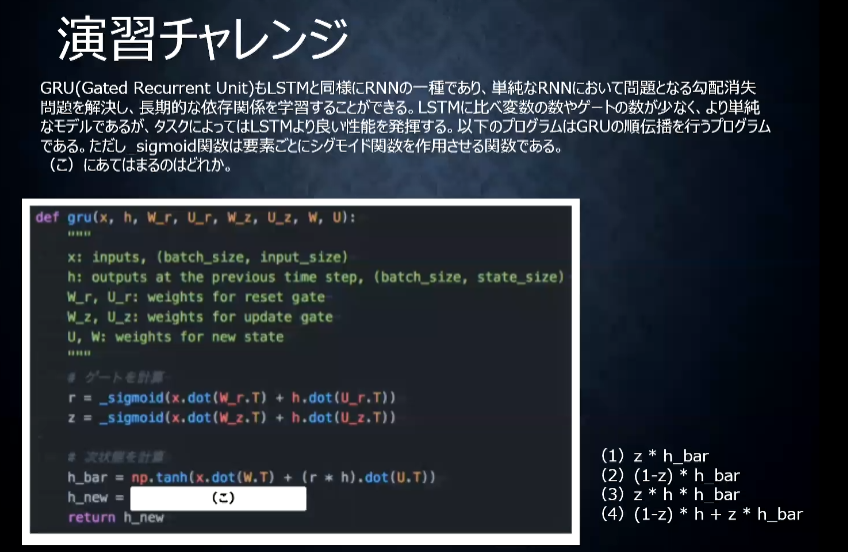 演習チャレンジ
GRU(Gated Recurrent Unit)もLSTMと同様にRNNの一種であり、単純なRNNにおいて問題となる勾配消失
問題を解決し、長期的な依存関係を学習することができる。LSTMに比べ変数の数やゲートの数が少なく、より単純
なモデルであるが、タスクによってはLSTMより良い性能を発揮する。以下のプログラムはGRUの順伝播を行うプログラム
である。ただし_sigmoid関数は要素ごとにシグモイド関数を作用させる関数である。
（こ）にあてはまるのはどれか。
def gru(x, h, W_r, U_r, W_z, U_z, W, U):
"""
x: inputs, (batch_size, input_size)
h: outputs at the previous time step, (batch_size, state_size)
W_r, U_r: weights for reset gate
W_z, U_z: weights for update gate
U, W: weights for new state
"""
# ゲートを計算
r = _sigmoid(x.dot(W_r.T) + h.dot(U_r.T))
z = _sigmoid(x.dot(W_z.T) + h.dot(U_z.T))
# 次状態を計算
h_bar = np.tanh(x.dot(W.T) + (r * h).dot(U.T))
h_new = （こ）
return h_new
(1) z * h_bar
(2) (1-z) * h_bar
(3) z * h * h_bar
(4) (1-z) * h + z * h_bar